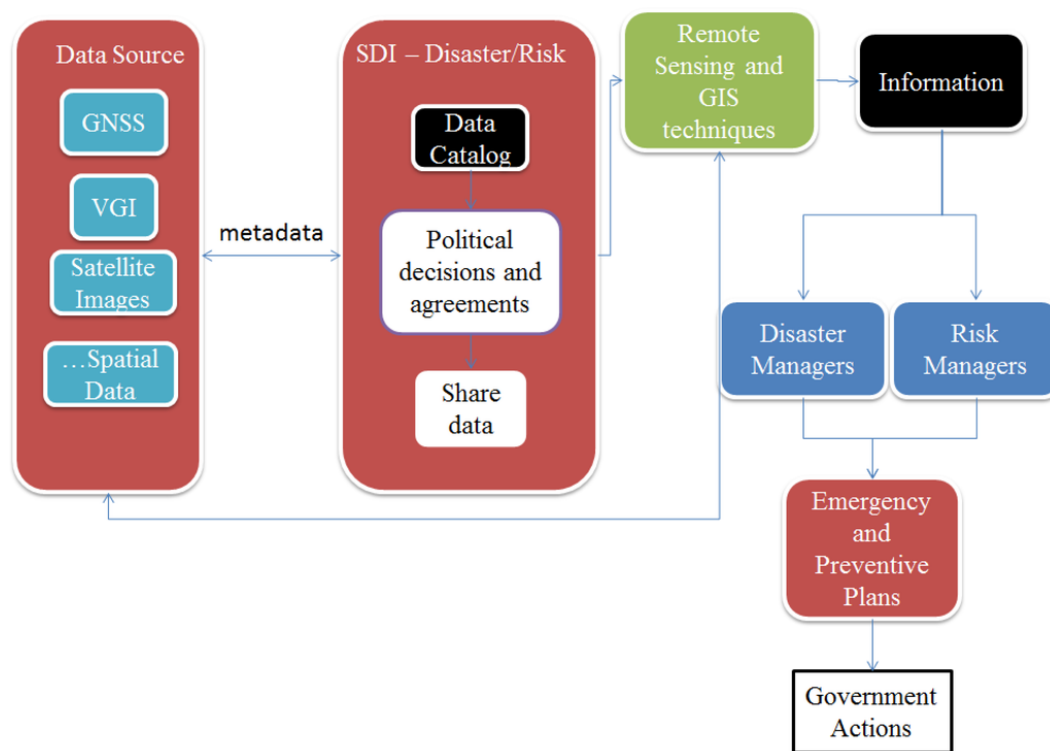 Data Source
GNSS
VGI
Satellite
Images
...Spatial
Data
metadata
SDI – Disaster/Risk
Data
Catalog
Political
decisions and
agreements
Share
data
Remote
Sensing and
GIS
techniques
Information
Disaster
Managers
Risk
Managers
Emergency
and
Preventive
Plans
Government
Actions